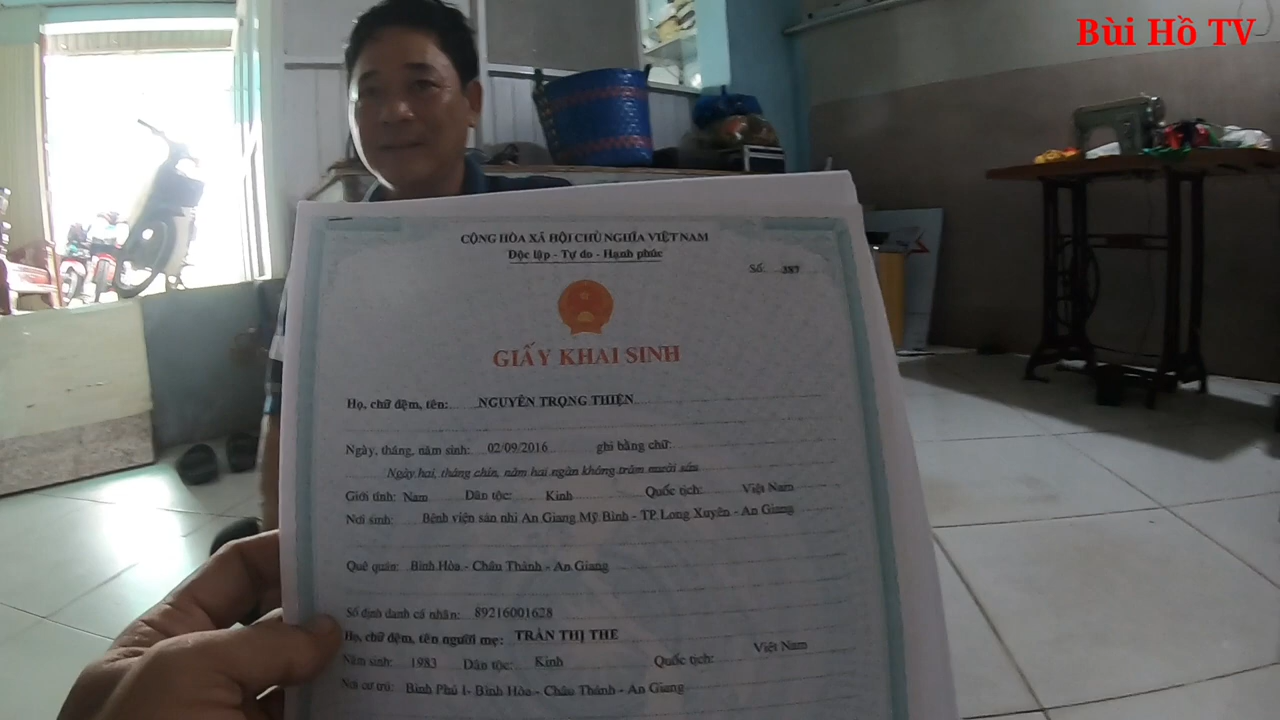 Bùi Hồ TV
CỘNG HÒA XÃ HỘI CHỦ NGHĨA VIỆT NAM
Độc lập - Tự do - Hạnh phúc
Số: 387
GIẤY KHAI SINH
Họ, chữ đệm, tên: NGUYỄN TRỌNG THIỆN
Ngày, tháng, năm sinh: 02/09/2016 ghi bằng chữ:
Ngày hai, tháng chín, năm hai ngàn không trăm mười sáu
Giới tính: Nam Dân tộc: Kinh Quốc tịch: Việt Nam
Nơi sinh: Bệnh viện sản nhi An Giang Mỹ Bình - TP Long Xuyên - An Giang
Quê quán: Bình Hòa - Châu Thành - An Giang
Số định danh cá nhân: 89216001628
Họ, chữ đệm, tên người mẹ: TRẦN THỊ THE
Năm sinh: 1983 Dân tộc: Kinh Quốc tịch: Việt Nam
Nơi cư trú: Bình Phú 1- Bình Hòa - Châu Thành - An Giang